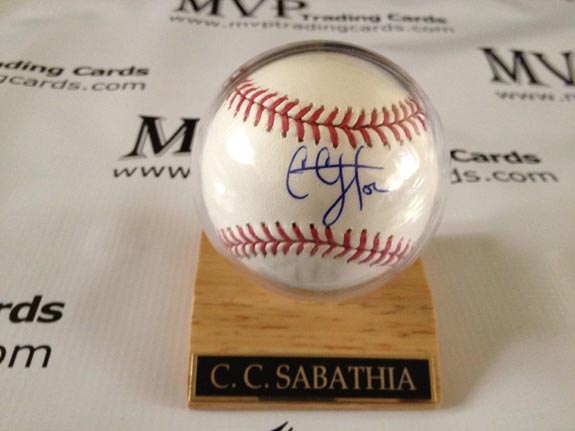 MVP
Trading Cards
www.mvptradingcards.com
ading Cards
gcards.com
MV
www
MV
www
Cards
ds.com
rds
om
C. C. SABATHIA